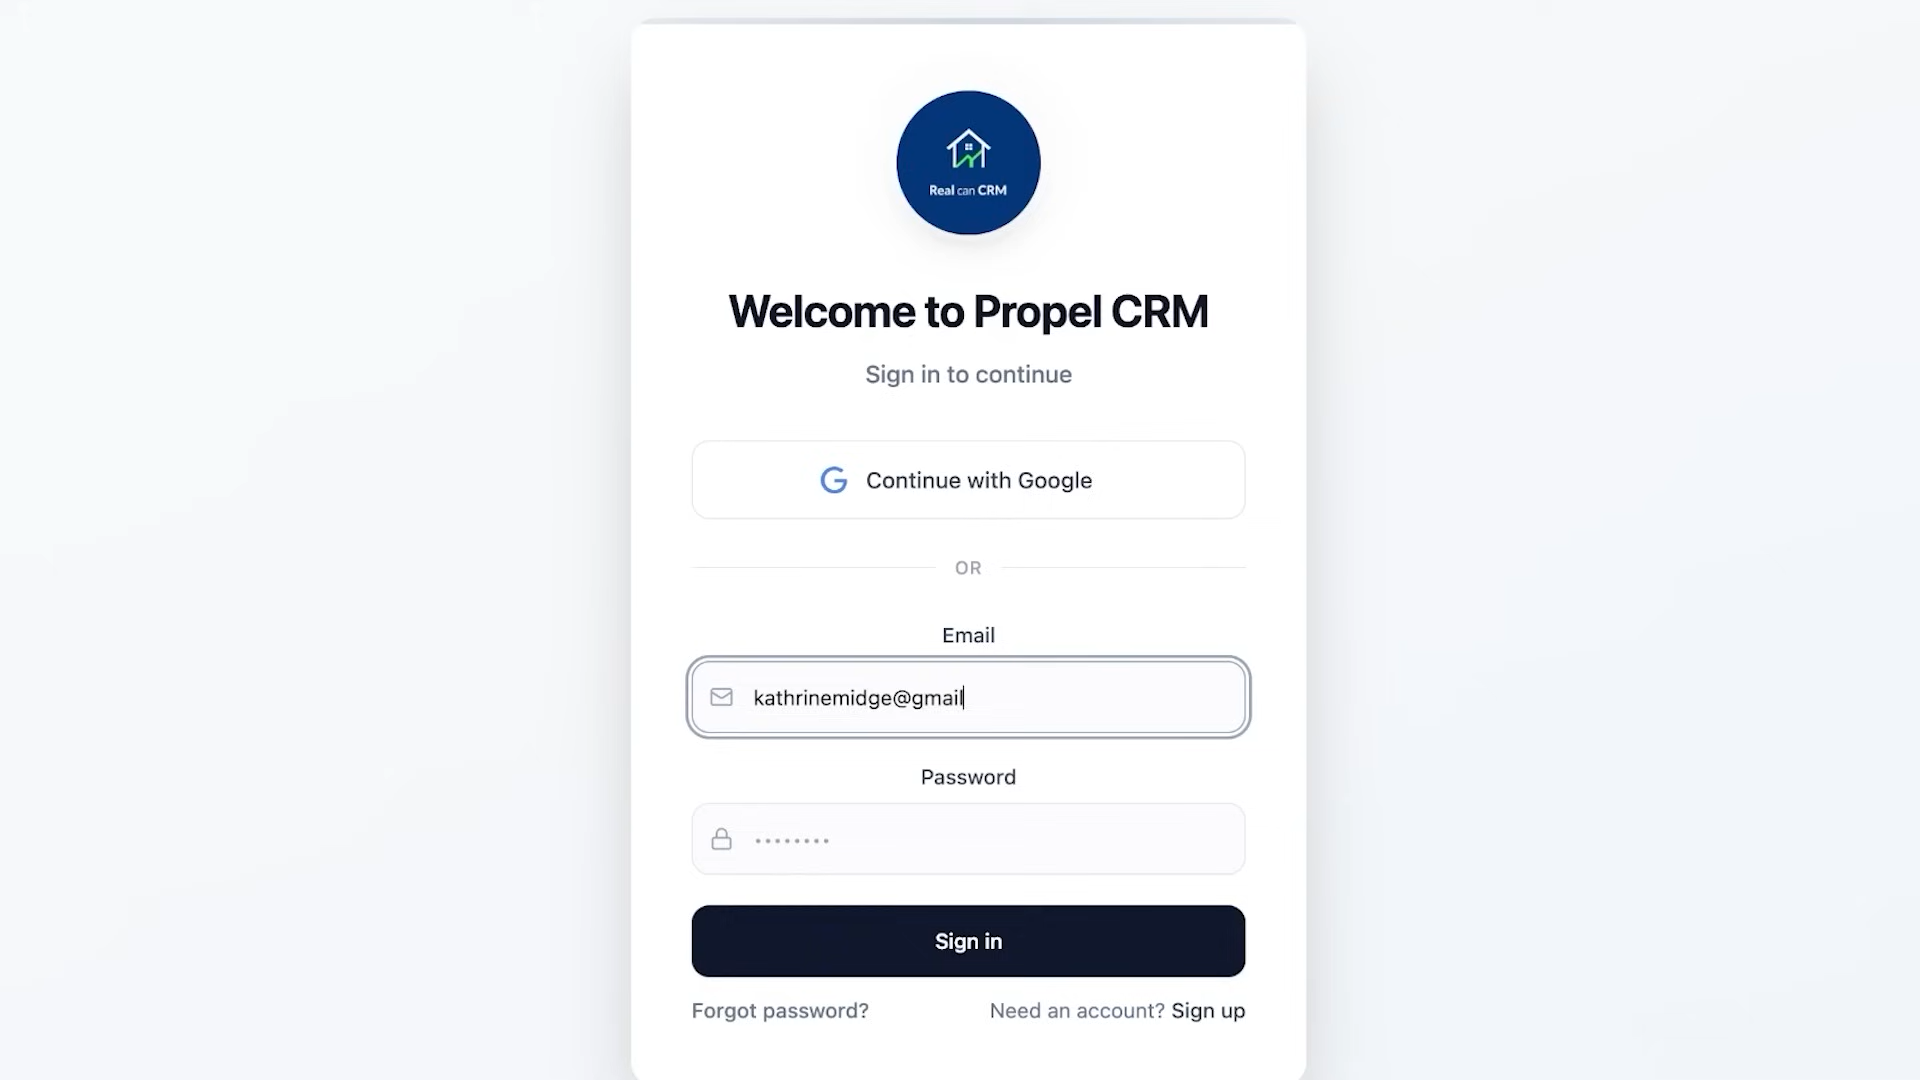 Real can CRM
Welcome to Propel CRM
Sign in to continue
Continue with Google
OR
Email
kathrinemidge@gmail
Password
Sign in
Forgot password?
Need an account? Sign up